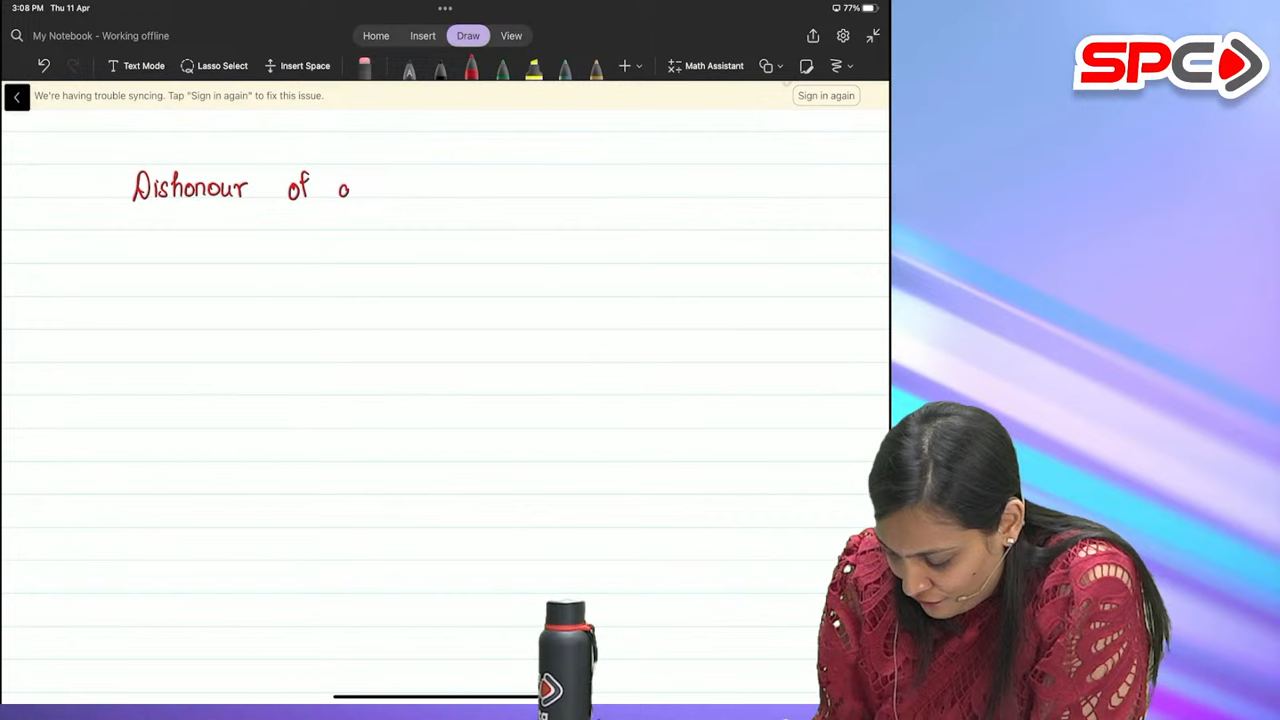 3:08 PM Thu 11 Apr
77%
My Notebook - Working offline
Home Insert Draw View
Text Mode Lasso Select Insert Space Math Assistant
We're having trouble syncing. Tap "Sign in again" to fix this issue.
Sign in again
SPC
Dishonour of o